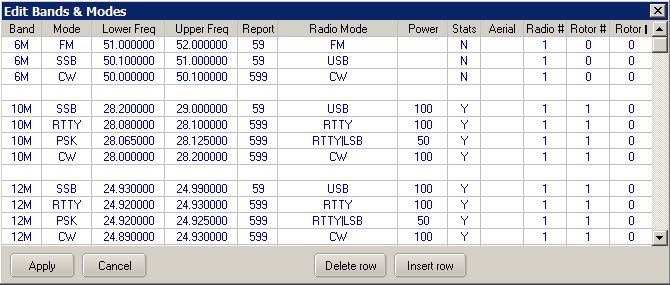 Edit Bands & Modes
Band Mode Lower Freq Upper Freq Report Radio Mode Power Stats Aerial Radio # Rotor # Rotor
6M FM 51.000000 52.000000 59 FM N 1 0 0
6M SSB 50.100000 51.000000 59 USB N 1 0 0
6M CW 50.000000 50.100000 599 CW N 1 0 0
10M SSB 28.200000 29.000000 59 USB 100 Y 1 1 0
10M RTTY 28.080000 28.100000 599 RTTY 100 Y 1 1 0
10M PSK 28.065000 28.125000 599 RTTY|LSB 50 Y 1 1 0
10M CW 28.000000 28.200000 599 CW 100 Y 1 1 0
12M SSB 24.930000 24.990000 59 USB 100 Y 1 1 0
12M RTTY 24.920000 24.930000 599 RTTY 100 Y 1 1 0
12M PSK 24.920000 24.925000 599 RTTY|LSB 50 Y 1 1 0
12M CW 24.890000 24.930000 599 CW 100 Y 1 1 0
Apply Cancel Delete row Insert row